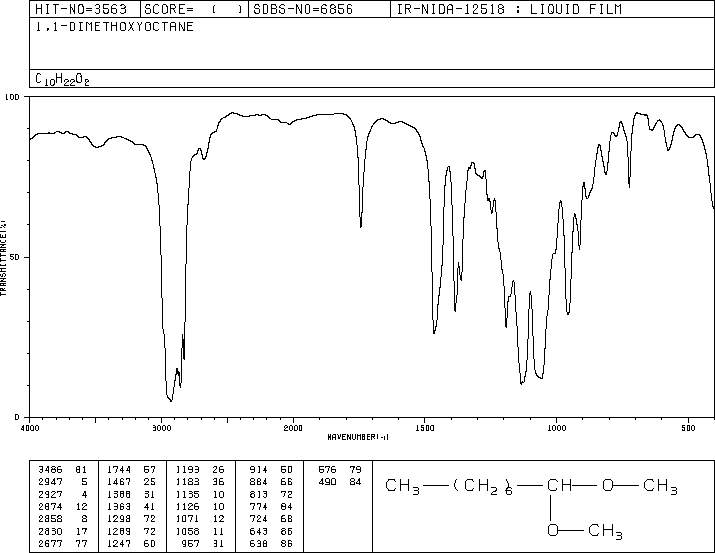 HIT-NO=3563 SCORE= ( ) SDBS-NO=6856 IR-NIDA-12518 : LIQUID FILM
1,1-DIMETHOXYOCTANE
C10H22O2
100
50
0
TRANSMITTANCE(%)
4000 3000 2000 1500 1000 500
WAVENUMBER(-1)
3486 81 1744 57 1193 26 914 50 576 79
2947 5 1467 25 1183 36 884 66 490 84
2927 4 1388 31 1135 10 813 72
2874 12 1363 41 1126 10 774 84
2858 8 1298 72 1071 12 724 68
2830 17 1289 72 1058 11 643 86
2677 77 1247 60 957 31 638 86
CH3—(CH2)6—CH—O—CH3
O—CH3